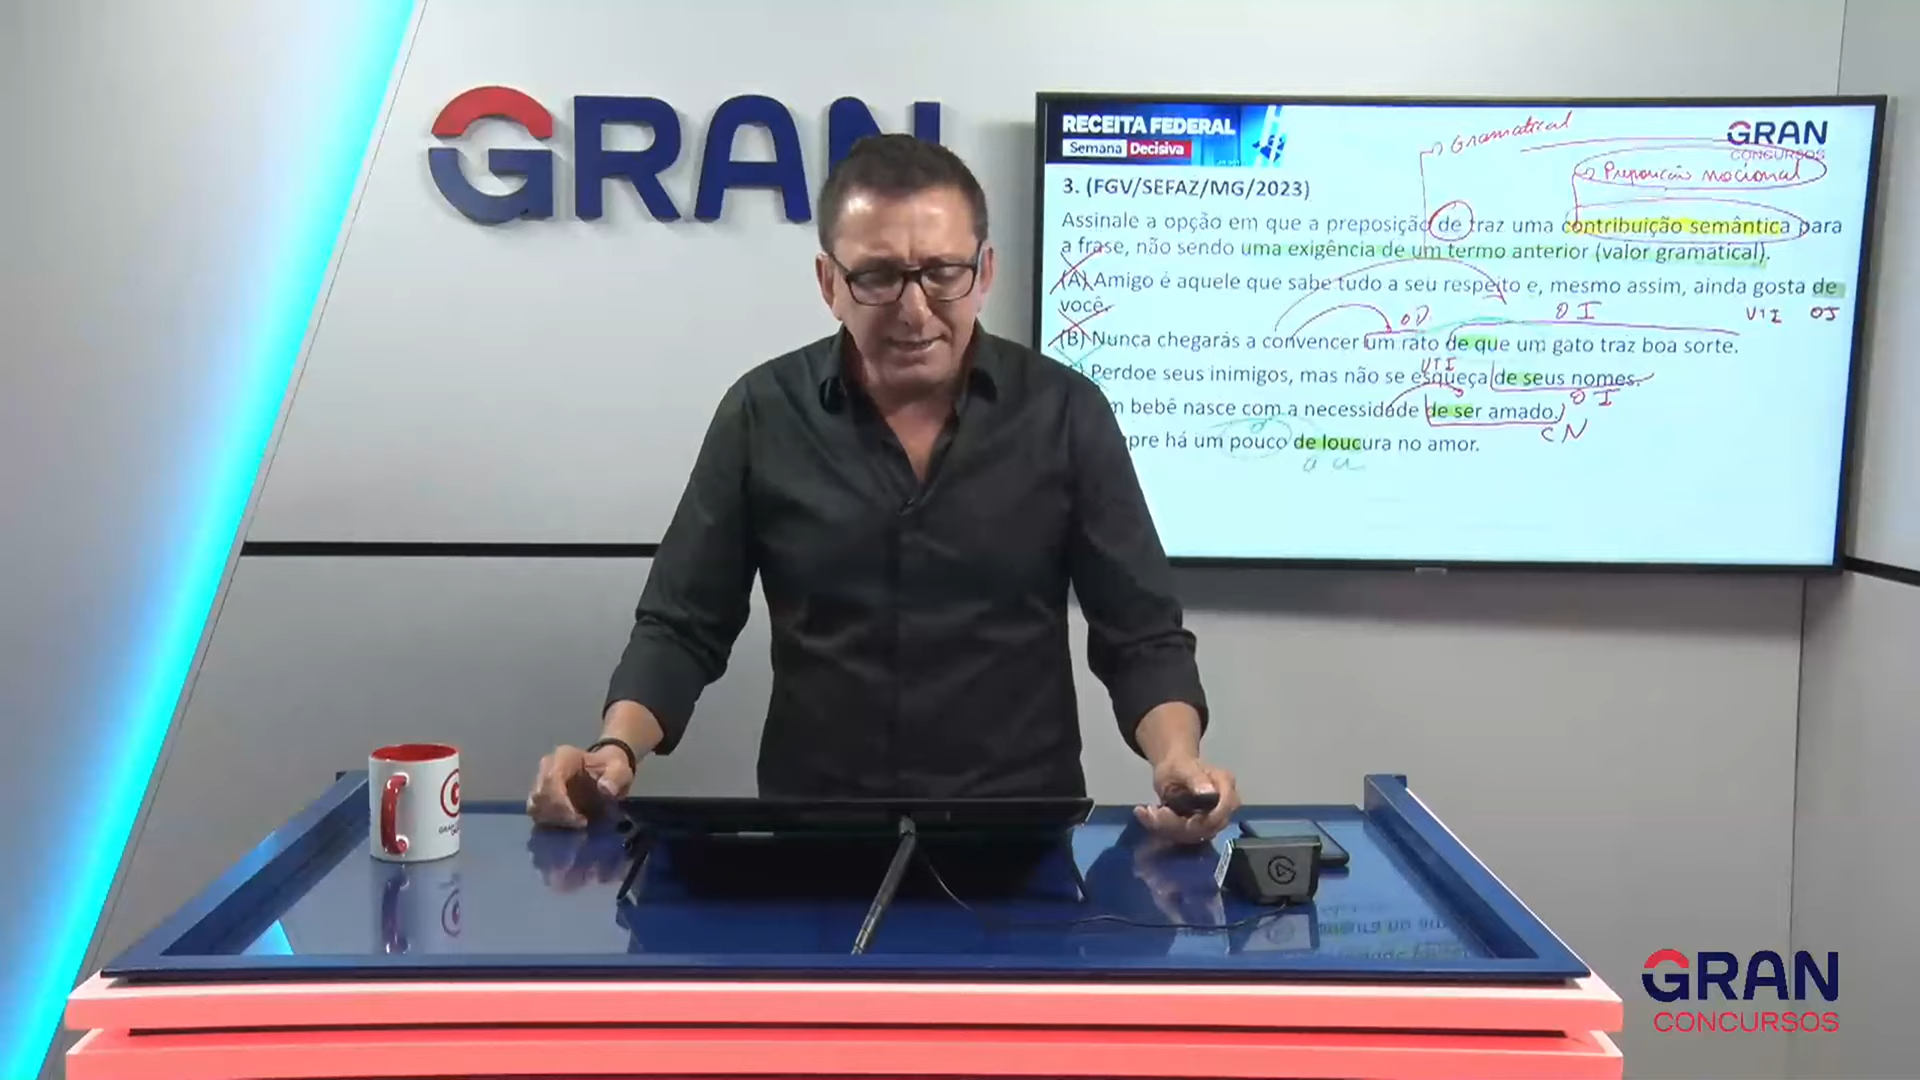 GRAN
RECEITA FEDERAL
Semana Decisiva
Gramatical
GRAN
CONCURSOS
Preposição nocional
3. (FGV/SEFAZ/MG/2023)
Assinale a opção em que a preposição de traz uma contribuição semântica para
a frase, não sendo uma exigência de um termo anterior (valor gramatical).
(A) Amigo é aquele que sabe tudo a seu respeito e, mesmo assim, ainda gosta de
você.
VTI OI
OD OI
(B) Nunca chegarás a convencer um rato de que um gato traz boa sorte.
VTI
Perdoe seus inimigos, mas não se esqueça de seus nomes.
OI
m bebê nasce com a necessidade de ser amado.
CN
pre há um pouco de loucura no amor.
GRAN
GRAN
CONCURSOS